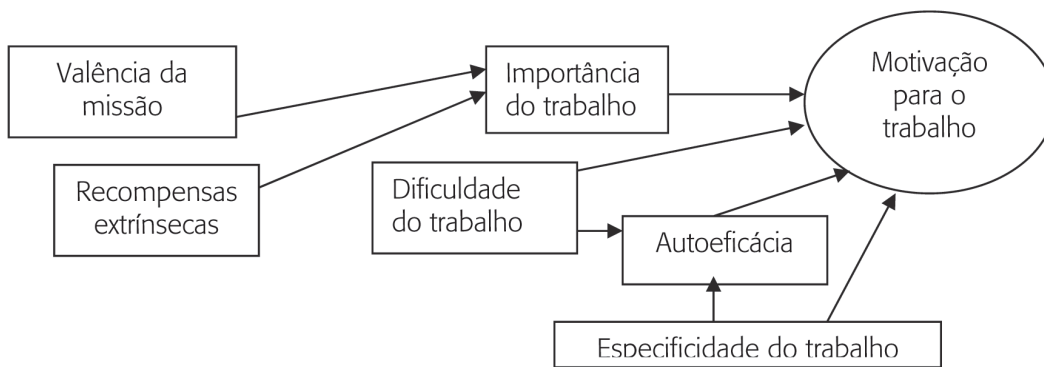 Valência da
missão
Recompensas
extrínsecas
Importância
do trabalho
Dificuldade
do trabalho
Autoeficácia
Especificidade do trabalho
Motivação
para o
trabalho